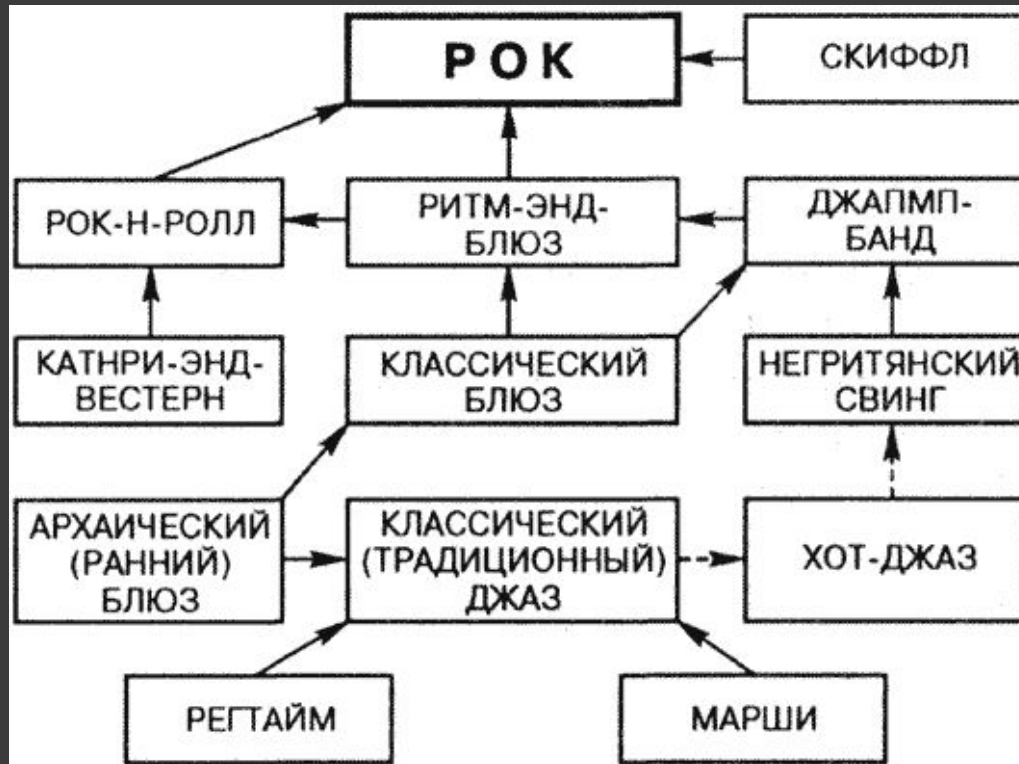 РОК
СКИФФЛ
РОК-Н-РОЛЛ
РИТМ-ЭНД-
БЛЮЗ
ДЖАПМП-
БАНД
КАТНРИ-ЭНД-
ВЕСТЕРН
КЛАССИЧЕСКИЙ
БЛЮЗ
НЕГРИТЯНСКИЙ
СВИНГ
АРХАИЧЕСКИЙ
(РАННИЙ)
БЛЮЗ
КЛАССИЧЕСКИЙ
(ТРАДИЦИОННЫЙ)
ДЖАЗ
ХОТ-ДЖАЗ
РЕГТАЙМ
МАРШИ